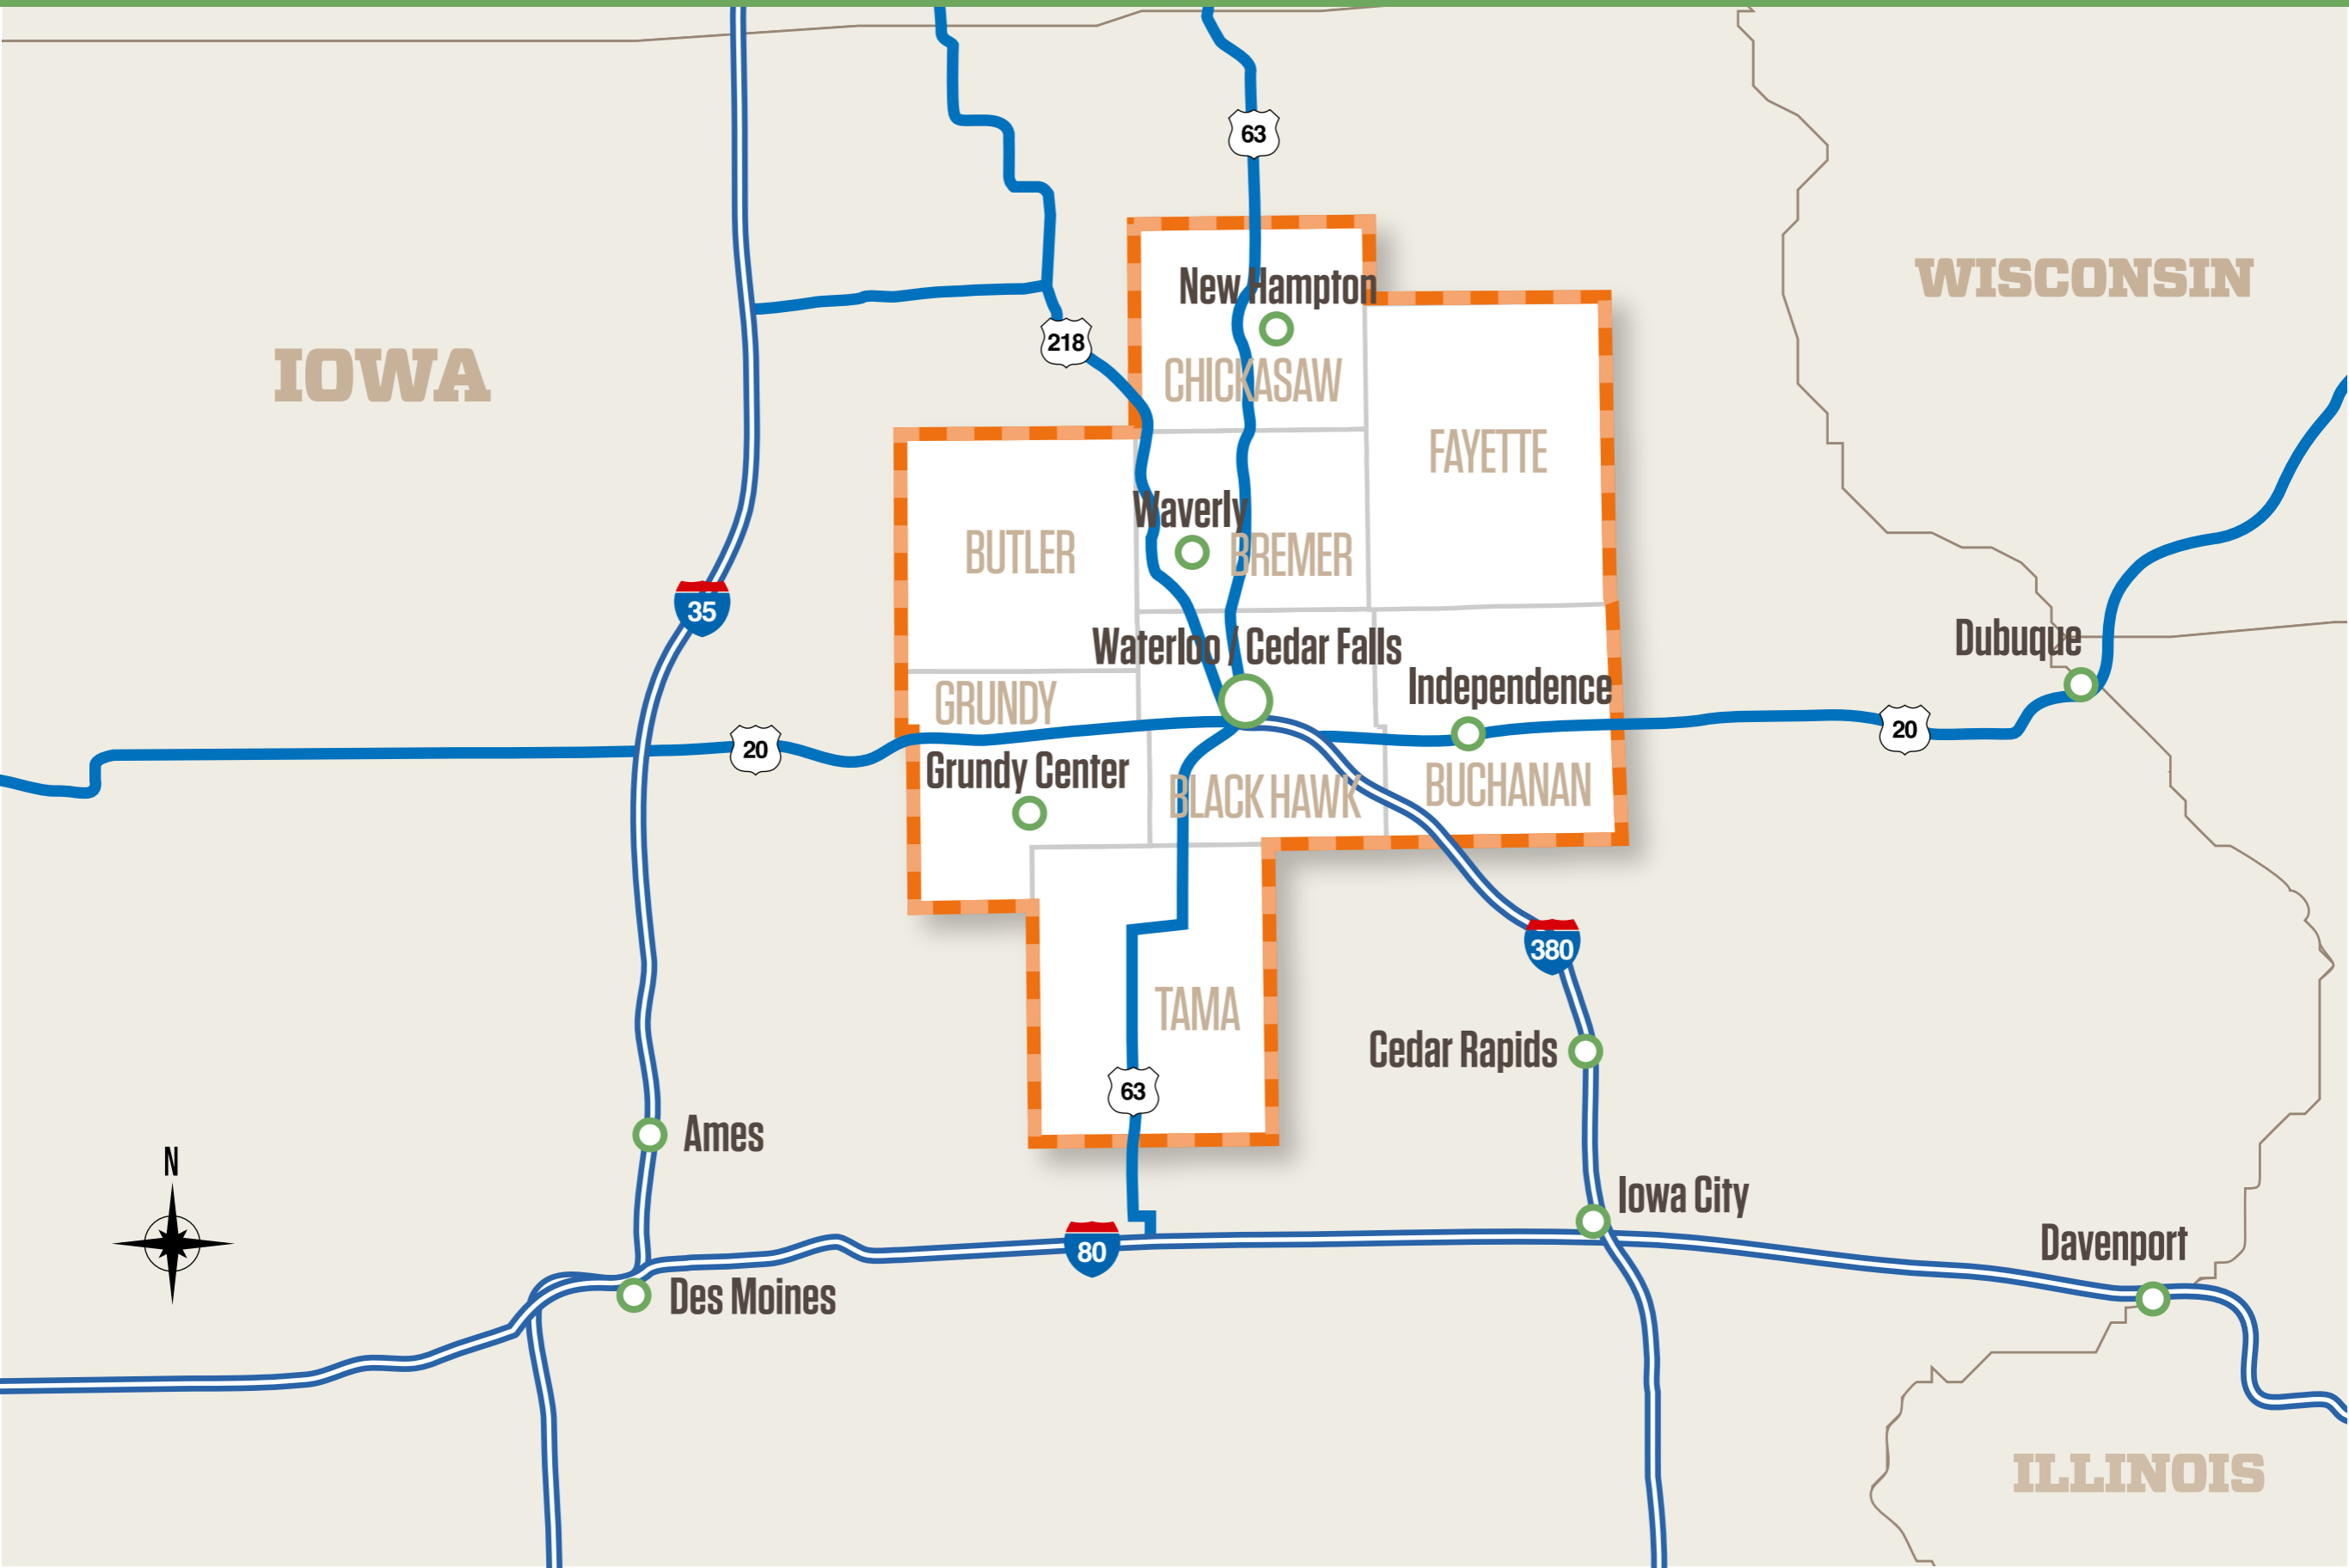 63
WISCONSIN
New Hampton
218
IOWA
CHICKASAW
FAYETTE
Waverly
BUTLER
BREMER
35
Dubuque
Waterloo / Cedar Falls
Independence
GRUNDY
20
20
Grundy Center
BUCHANAN
BLACK HAWK
380
TAMA
Cedar Rapids
63
Ames
N
Iowa City
80
Davenport
Des Moines
ILLINOIS